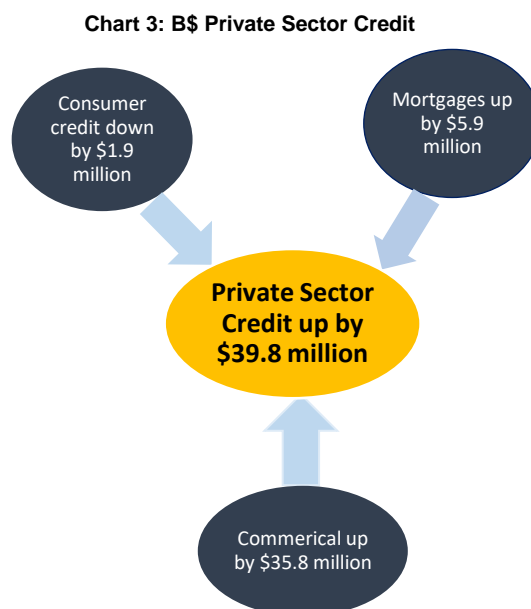 Chart 3: B$ Private Sector Credit
Consumer
credit down
by $1.9
million
Mortgages up
by $5.9
million
Private Sector
Credit up by
$39.8 million
Commerical up
by $35.8 million